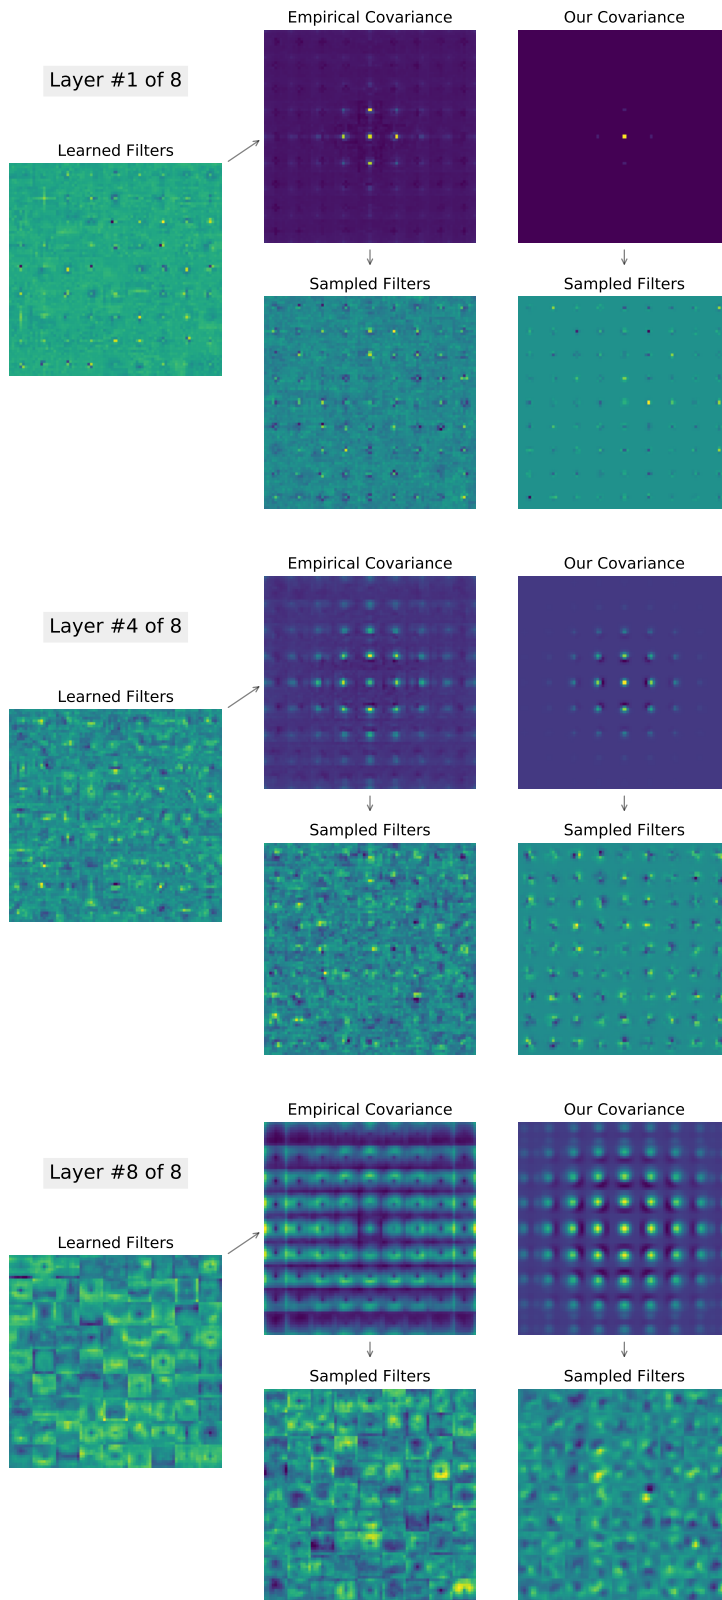 Empirical Covariance
Our Covariance
Layer #1 of 8
Learned Filters
Sampled Filters
Sampled Filters
Empirical Covariance
Our Covariance
Layer #4 of 8
Learned Filters
Sampled Filters
Sampled Filters
Empirical Covariance
Our Covariance
Layer #8 of 8
Learned Filters
Sampled Filters
Sampled Filters